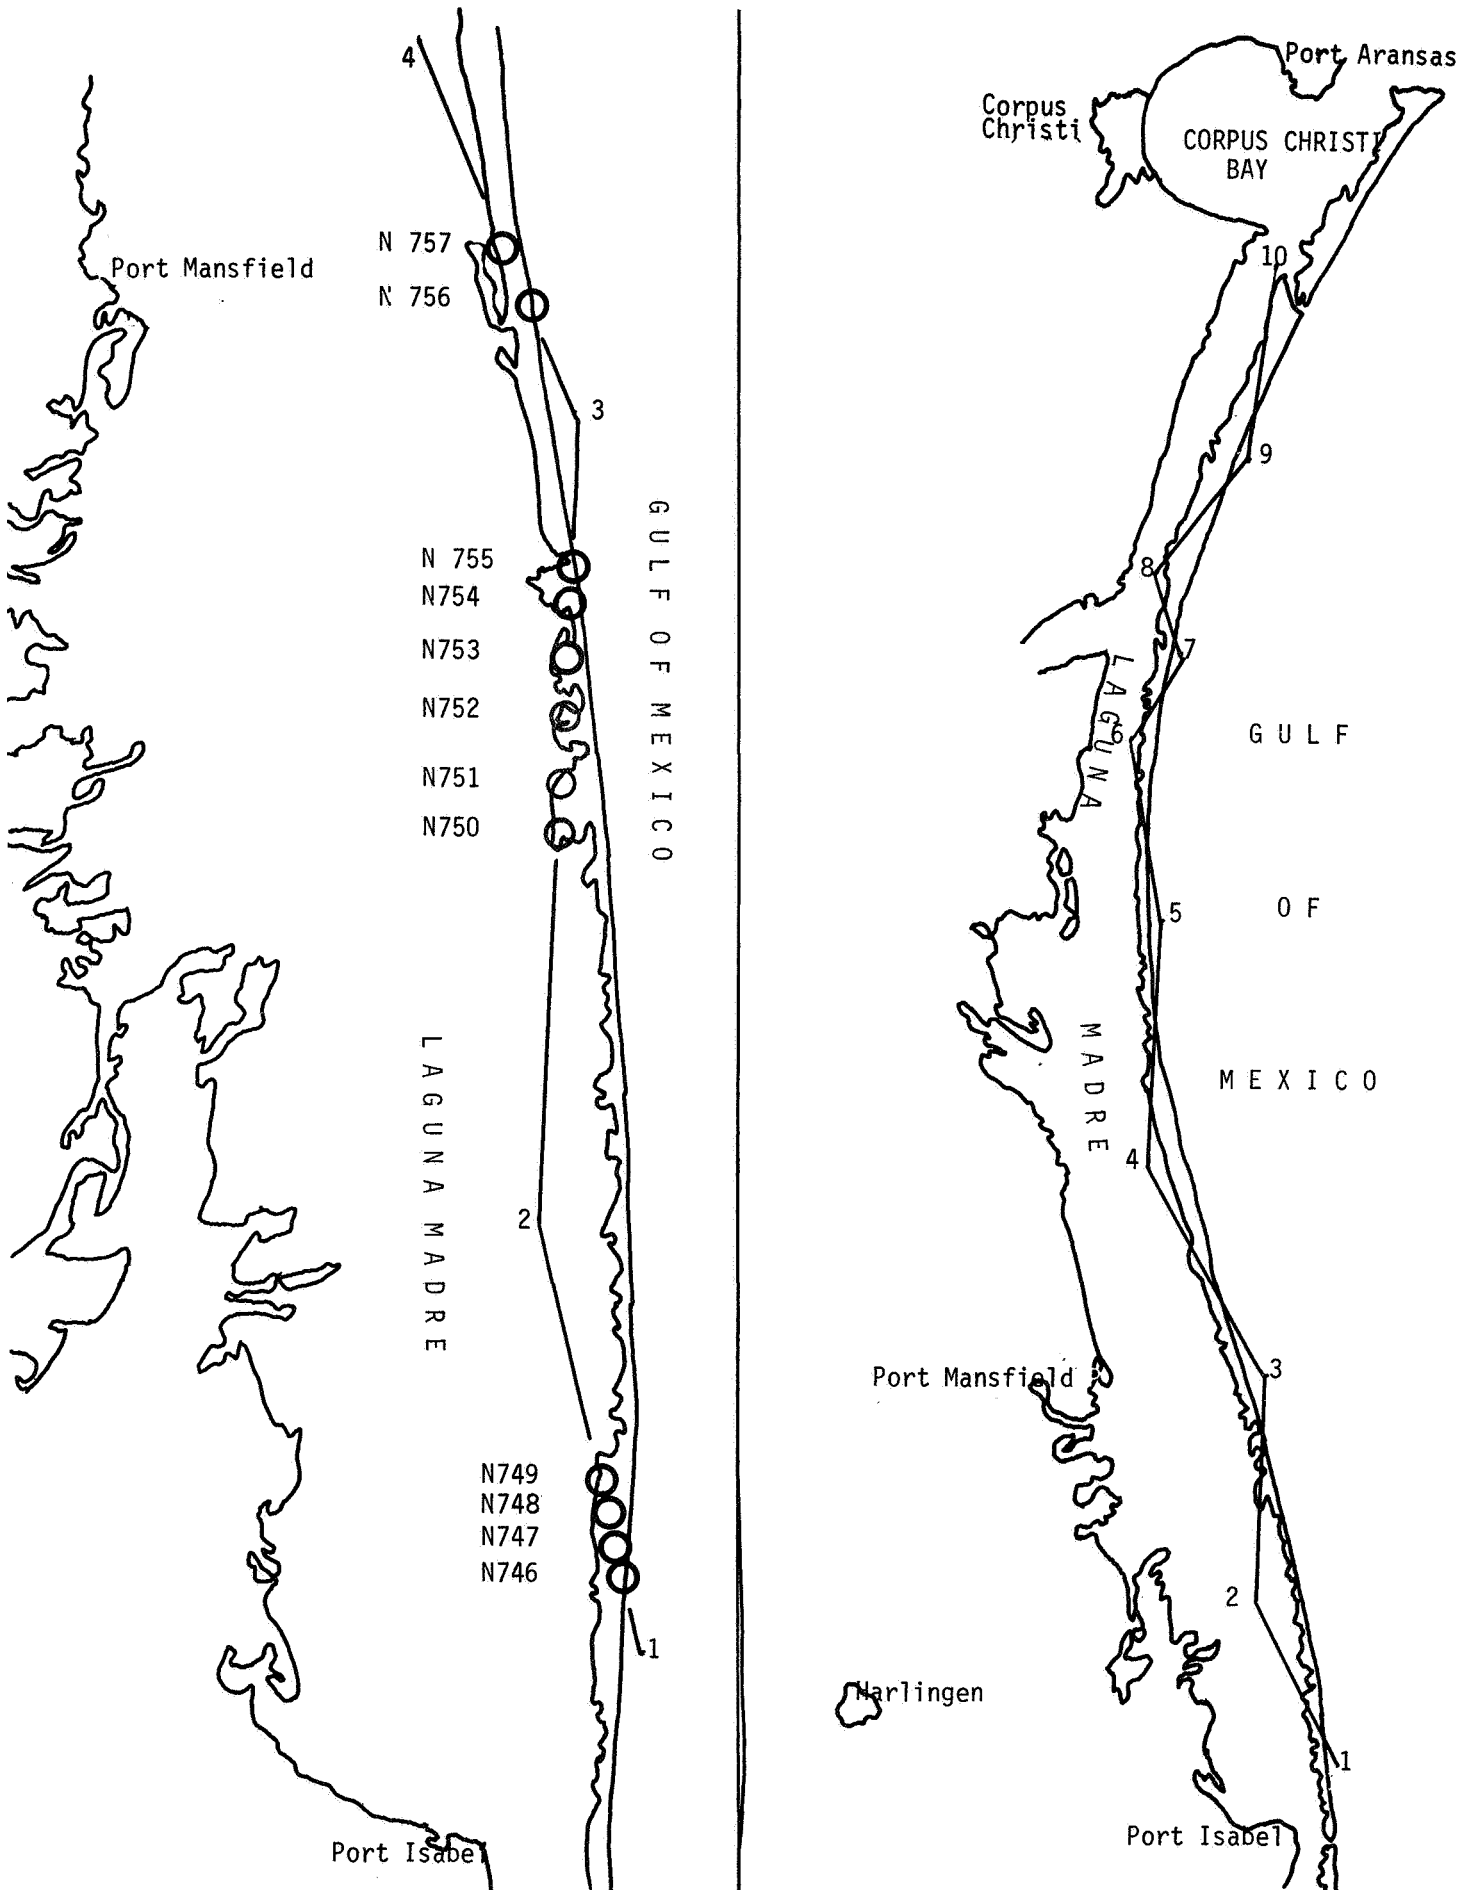 4
N 757
Port Mansfield
N 756
3
GULF OF MEXICO
N 755
N754
N753
N752
N751
N750
LAGUNA MADRE
2
N749
N748
N747
N746
1
Port Isabel
Port Aransas
Corpus
Christi
CORPUS CHRISTI
BAY
10
9
8
7
LAGUNA
6
GULF
5
OF
MADRE
MEXICO
4
3
Port Mansfield
2
Harlingen
1
Port Isabel